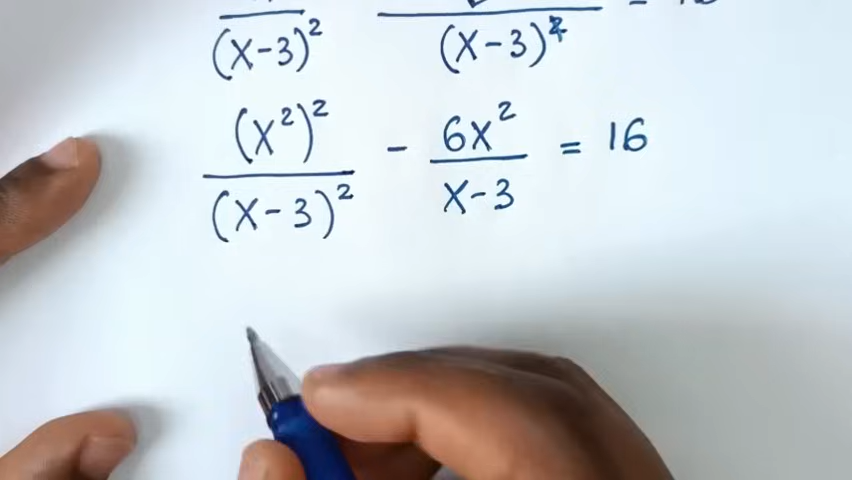 (x-3)² (x-3)²
(x²)² / (x-3)² - 6x² / x-3 = 16